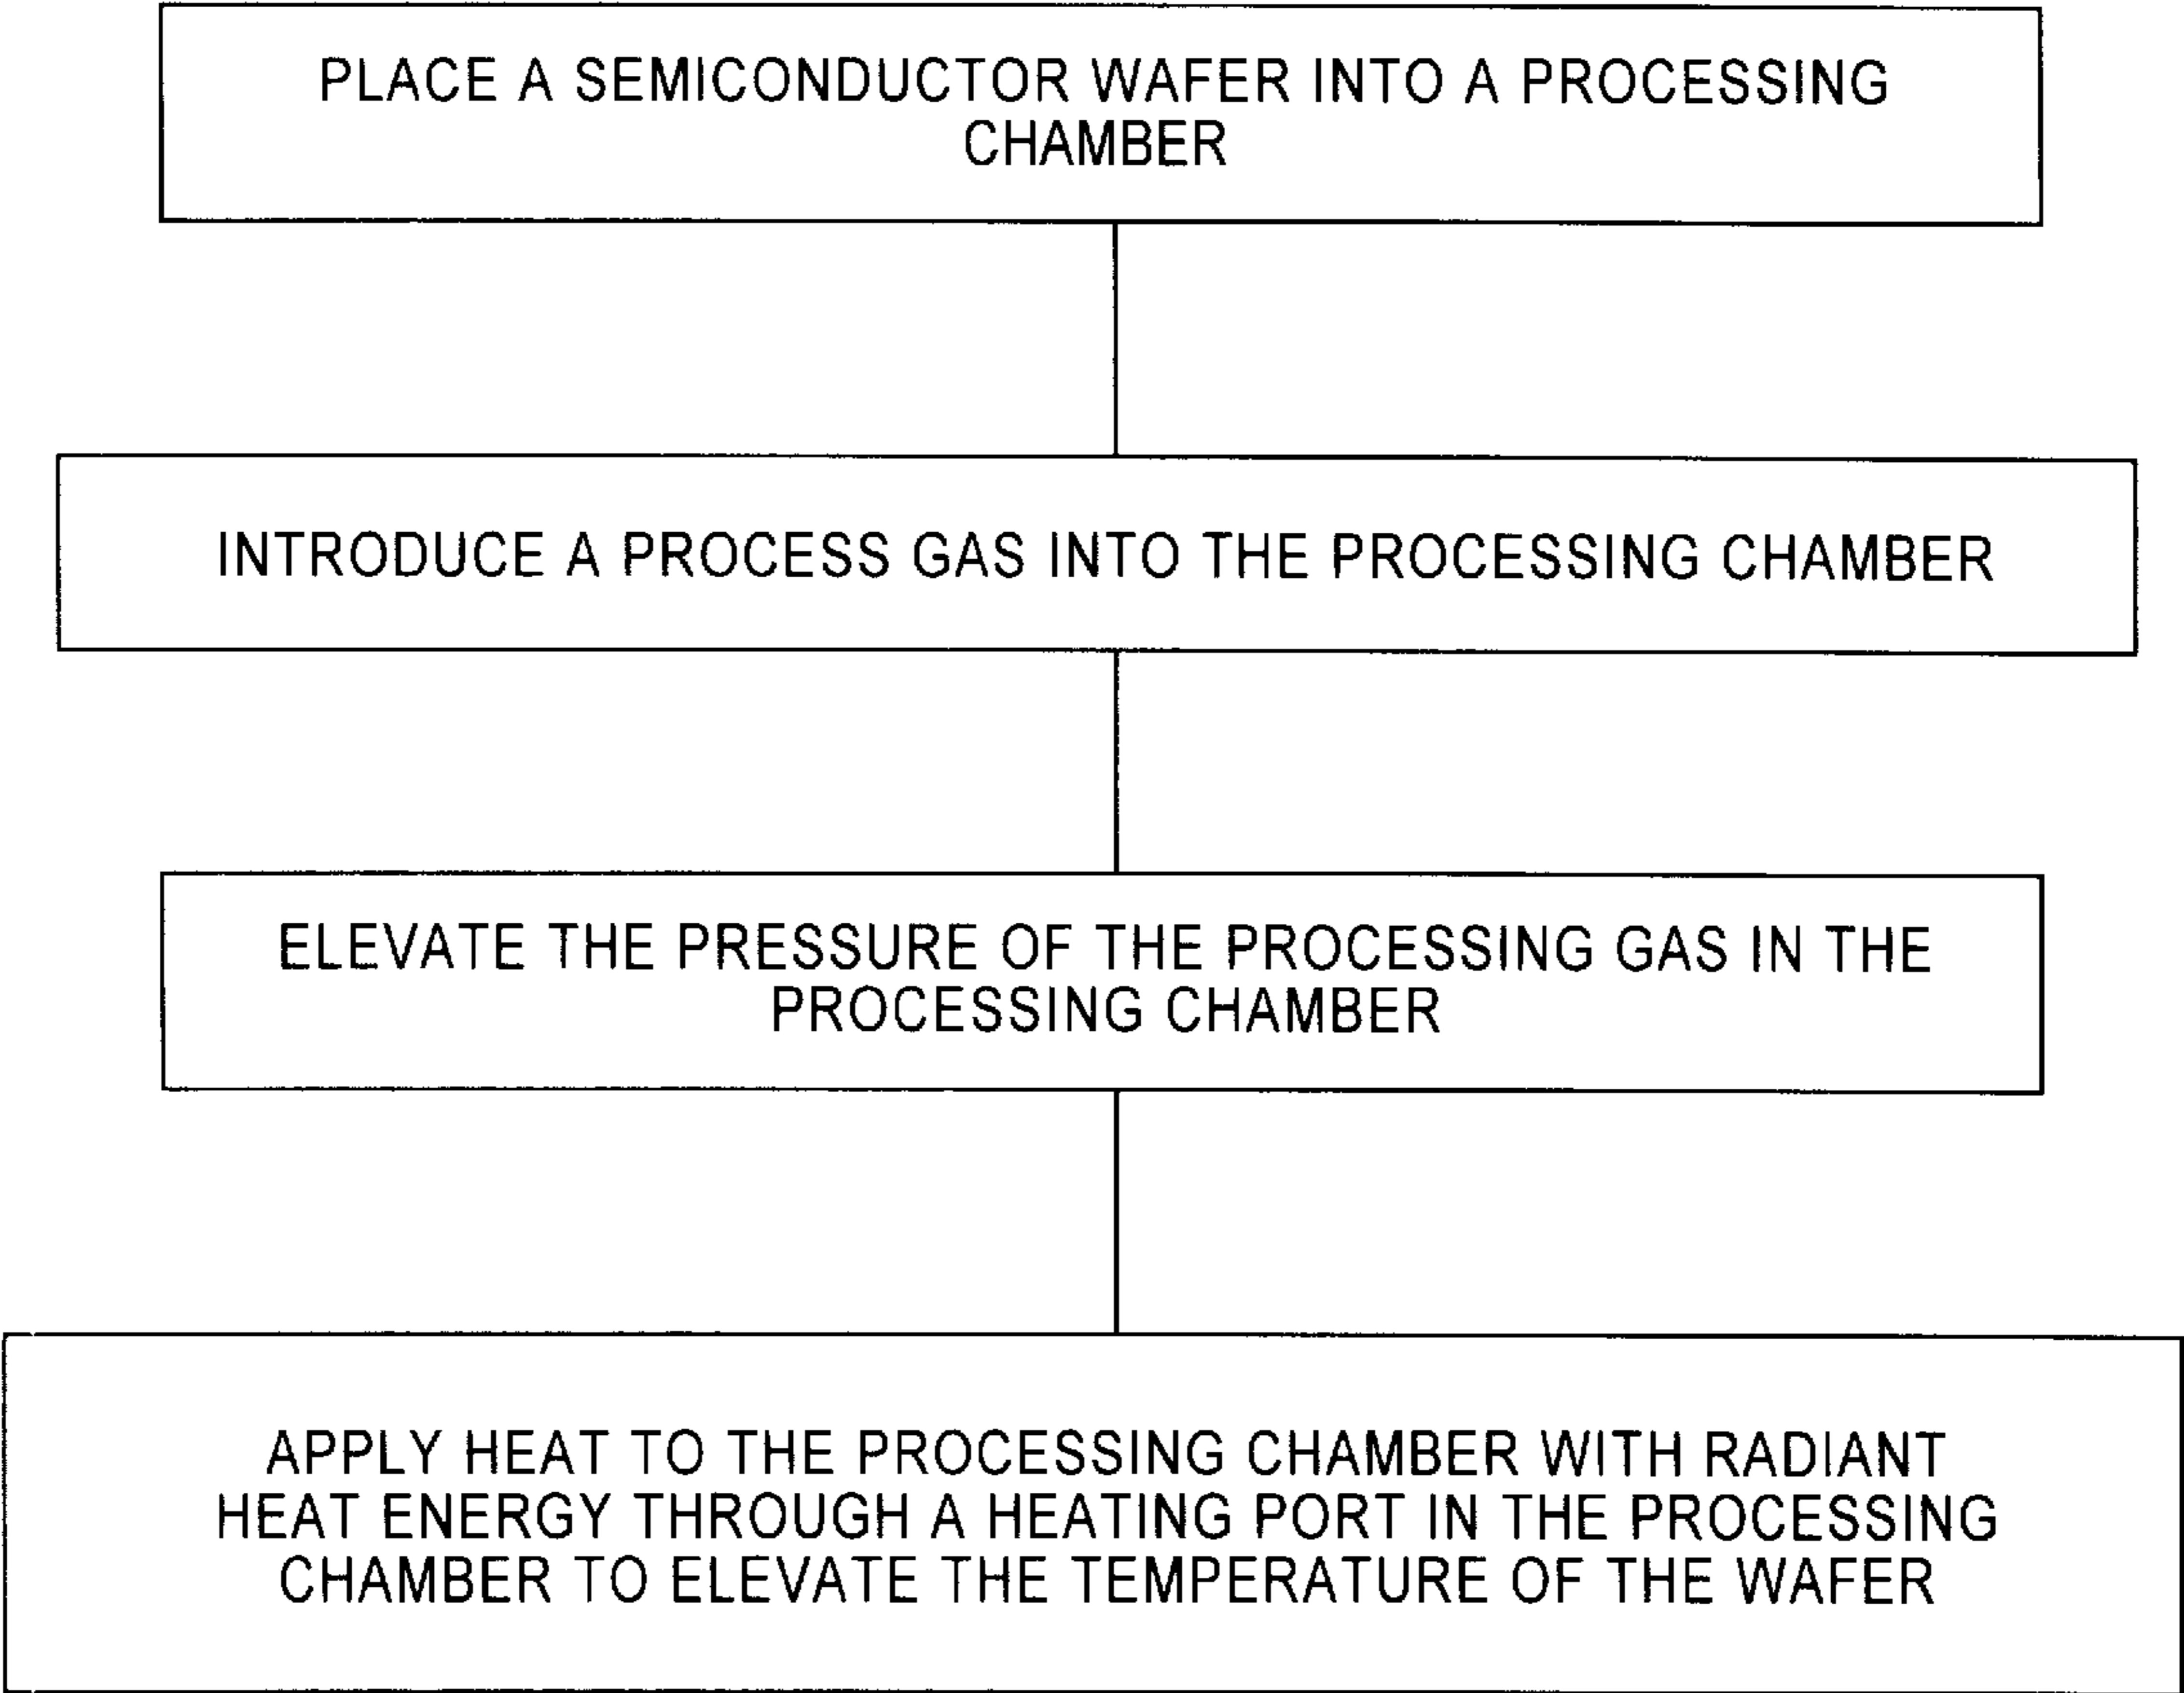 PLACE A SEMICONDUCTOR WAFER INTO A PROCESSING
CHAMBER
INTRODUCE A PROCESS GAS INTO THE PROCESSING CHAMBER
ELEVATE THE PRESSURE OF THE PROCESSING GAS IN THE
PROCESSING CHAMBER
APPLY HEAT TO THE PROCESSING CHAMBER WITH RADIANT
HEAT ENERGY THROUGH A HEATING PORT IN THE PROCESSING
CHAMBER TO ELEVATE THE TEMPERATURE OF THE WAFER